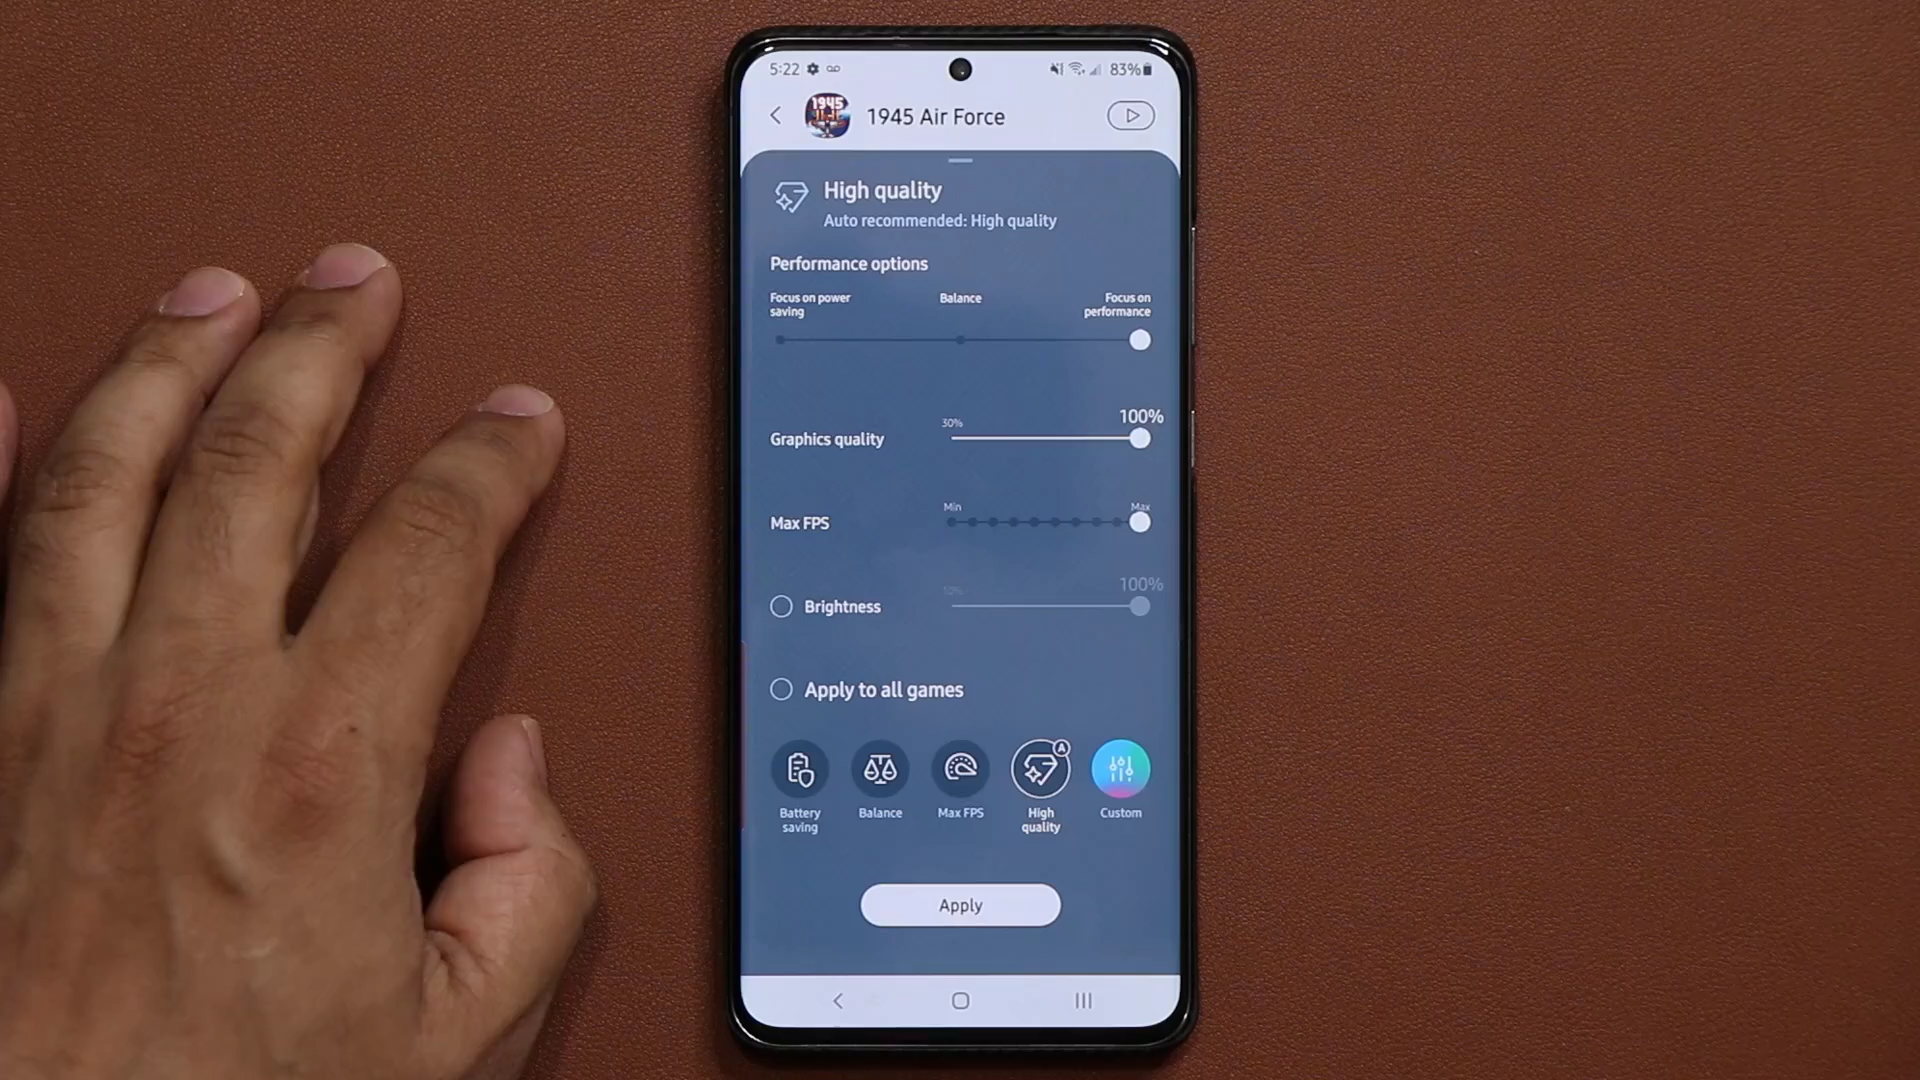 5:22 83%
1945
1945 Air Force
High quality
Auto recommended: High quality
Performance options
Focus on power
saving
Balance
Focus on
performance
30% 100%
Graphics quality
Min Max
Max FPS
10% 100%
Brightness
Apply to all games
A
Battery
saving
Balance
Max FPS
High
quality
Custom
Apply